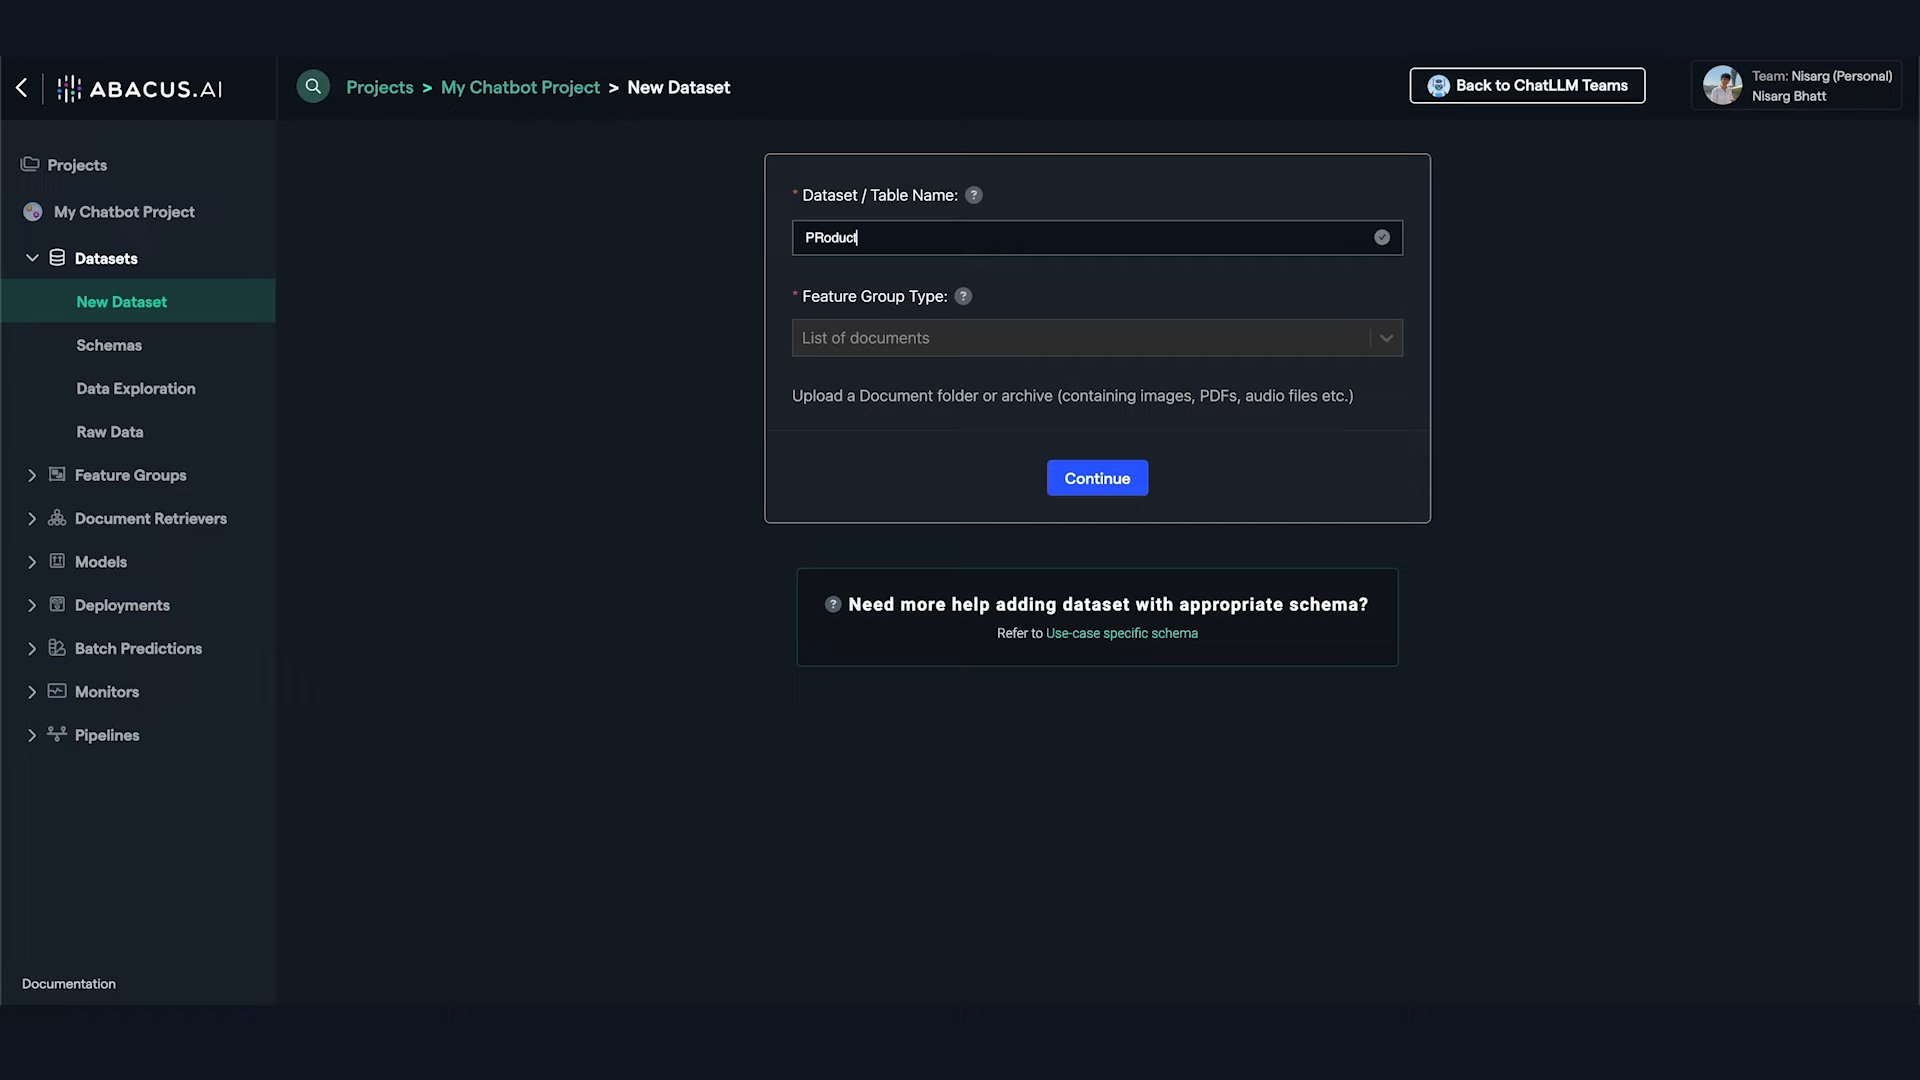 ABACUS.AI
Projects > My Chatbot Project > New Dataset
Back to ChatLLM Teams
Team: Nisarg (Personal)
Nisarg Bhatt
Projects
My Chatbot Project
Datasets
New Dataset
Schemas
Data Exploration
Raw Data
Feature Groups
Document Retrievers
Models
Deployments
Batch Predictions
Monitors
Pipelines
Documentation
* Dataset / Table Name: ?
PRoduct
* Feature Group Type: ?
List of documents
Upload a Document folder or archive (containing images, PDFs, audio files etc.)
Continue
? Need more help adding dataset with appropriate schema?
Refer to Use-case specific schema